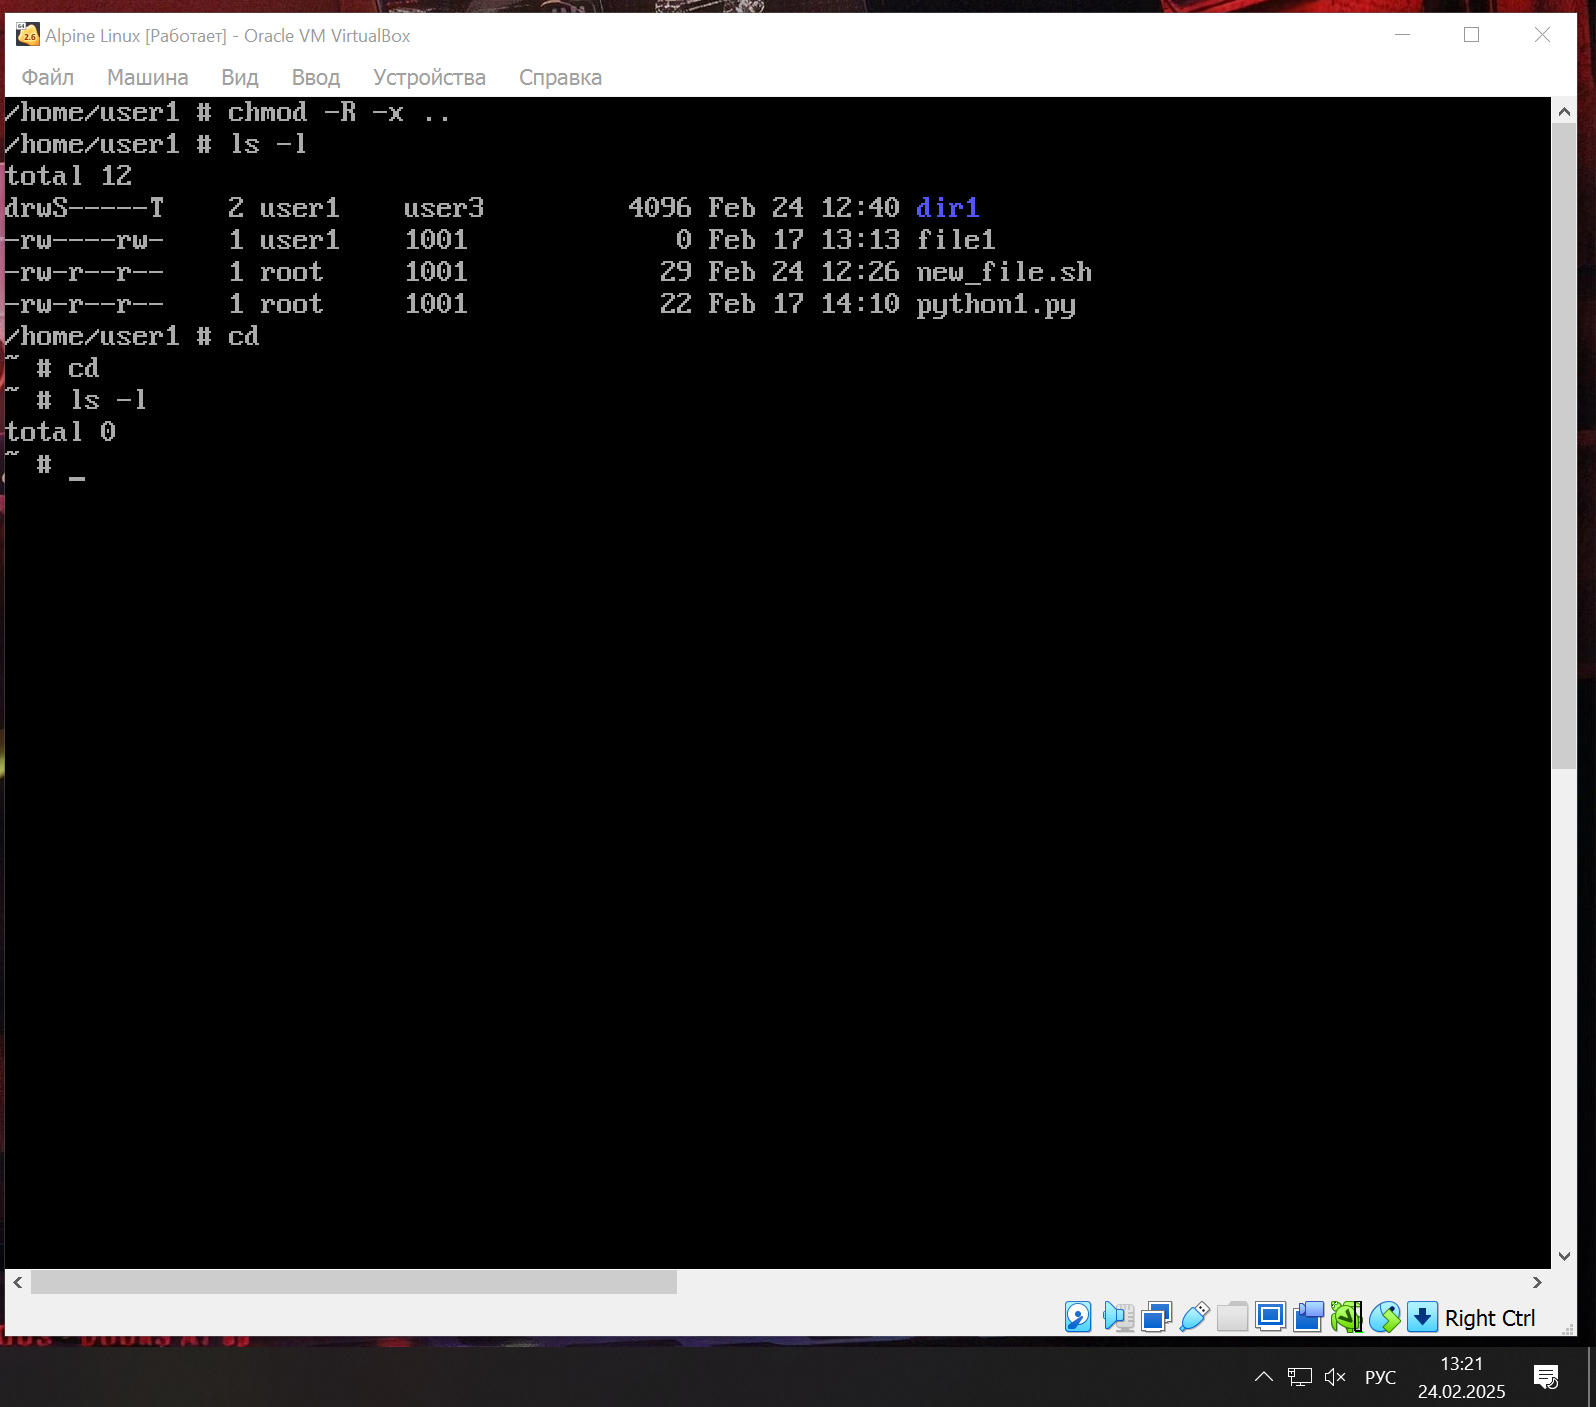 Alpine Linux [Работает] - Oracle VM VirtualBox
Файл Машина Вид Ввод Устройства Справка
/home/user1 # chmod -R -x ..
/home/user1 # ls -l
total 12
drwS-----T    2 user1    user3         4096 Feb 24 12:40 dir1
-rw----rw-    1 user1    1001             0 Feb 17 13:13 file1
-rw-r--r--    1 root     1001            29 Feb 24 12:26 new_file.sh
-rw-r--r--    1 root     1001            22 Feb 17 14:10 python1.py
/home/user1 # cd
~ # cd
~ # ls -l
total 0
~ # _
Right Ctrl
РУС
13:21
24.02.2025